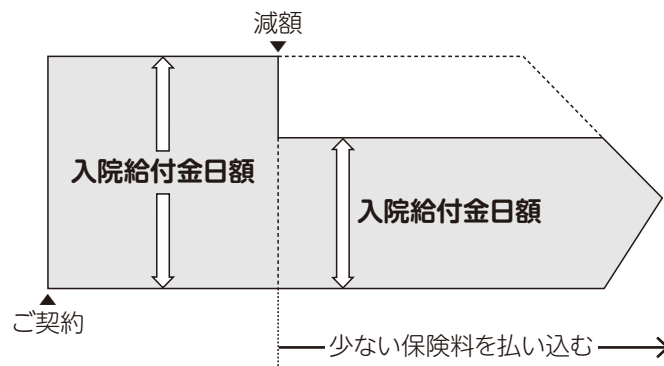 減額
入院給付金日額
入院給付金日額
ご契約
少ない保険料を払い込む